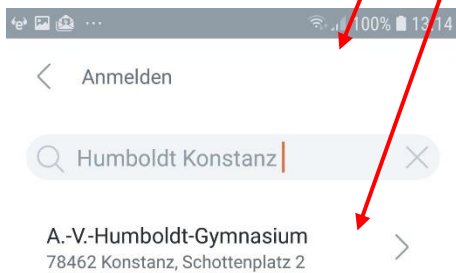 100% 13:14
Anmelden
Humboldt Konstanz
A.-V.-Humboldt-Gymnasium
78462 Konstanz, Schottenplatz 2